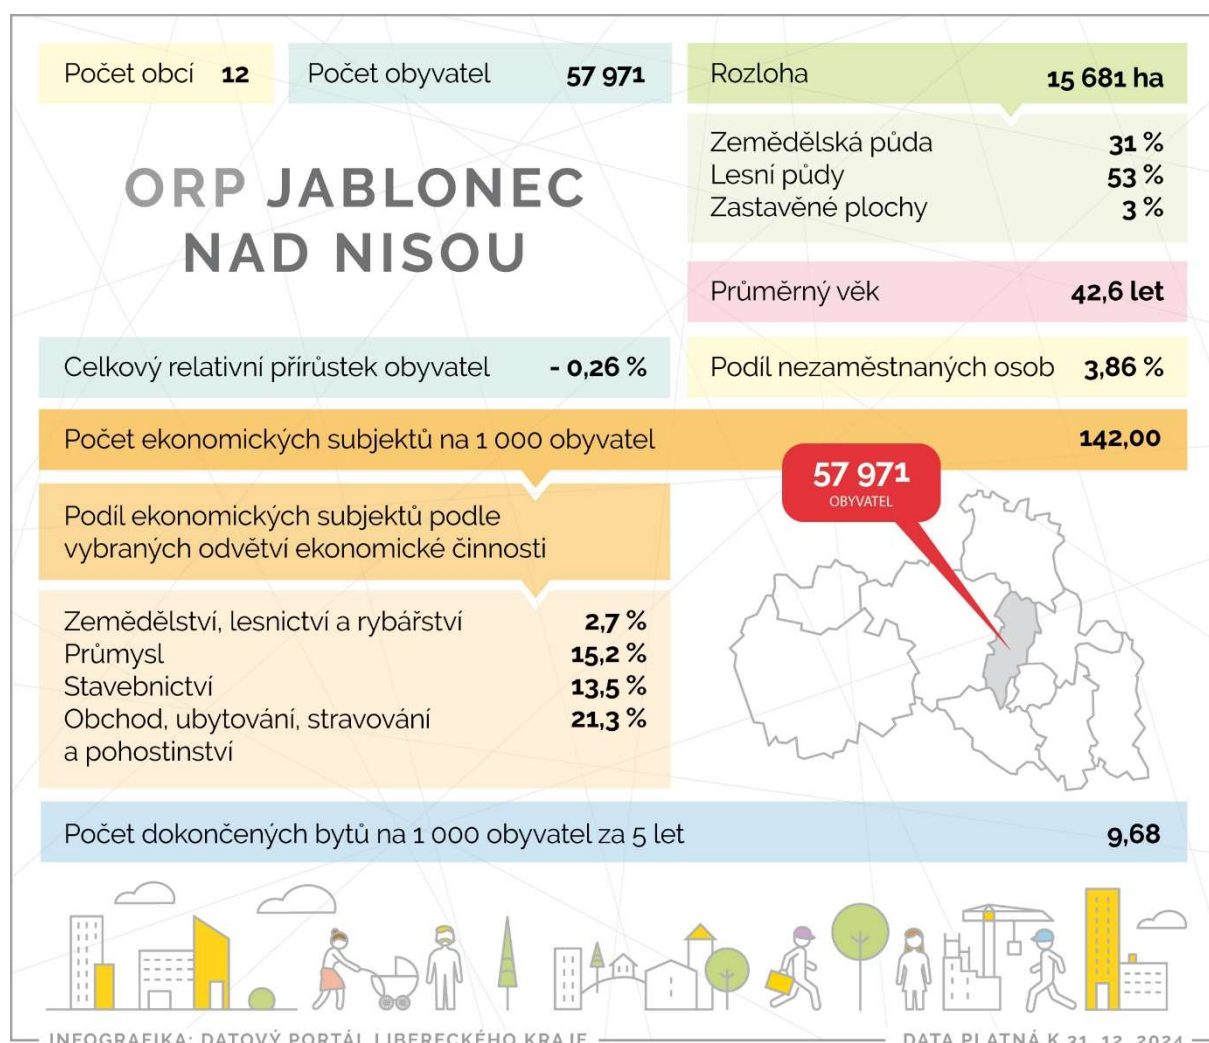 Počet obcí 12
Počet obyvatel 57 971
Rozloha 15 681 ha
Zemědělská půda 31 %
Lesní půdy 53 %
Zastavěné plochy 3 %
ORP JABLONEC
NAD NISOU
Průměrný věk 42,6 let
Celkový relativní přírůstek obyvatel - 0,26 %
Podíl nezaměstnaných osob 3,86 %
Počet ekonomických subjektů na 1 000 obyvatel 142,00
57 971
OBYVATEL
Podíl ekonomických subjektů podle
vybraných odvětví ekonomické činnosti
Zemědělství, lesnictví a rybářství 2,7 %
Průmysl 15,2 %
Stavebnictví 13,5 %
Obchod, ubytování, stravování 21,3 %
a pohostinství
Počet dokončených bytů na 1 000 obyvatel za 5 let 9,68
INFOGRAFIKA: DATOVÝ PORTÁL LIBERECKÉHO KRAJE
DATA PLATNÁ K 31. 12. 2024